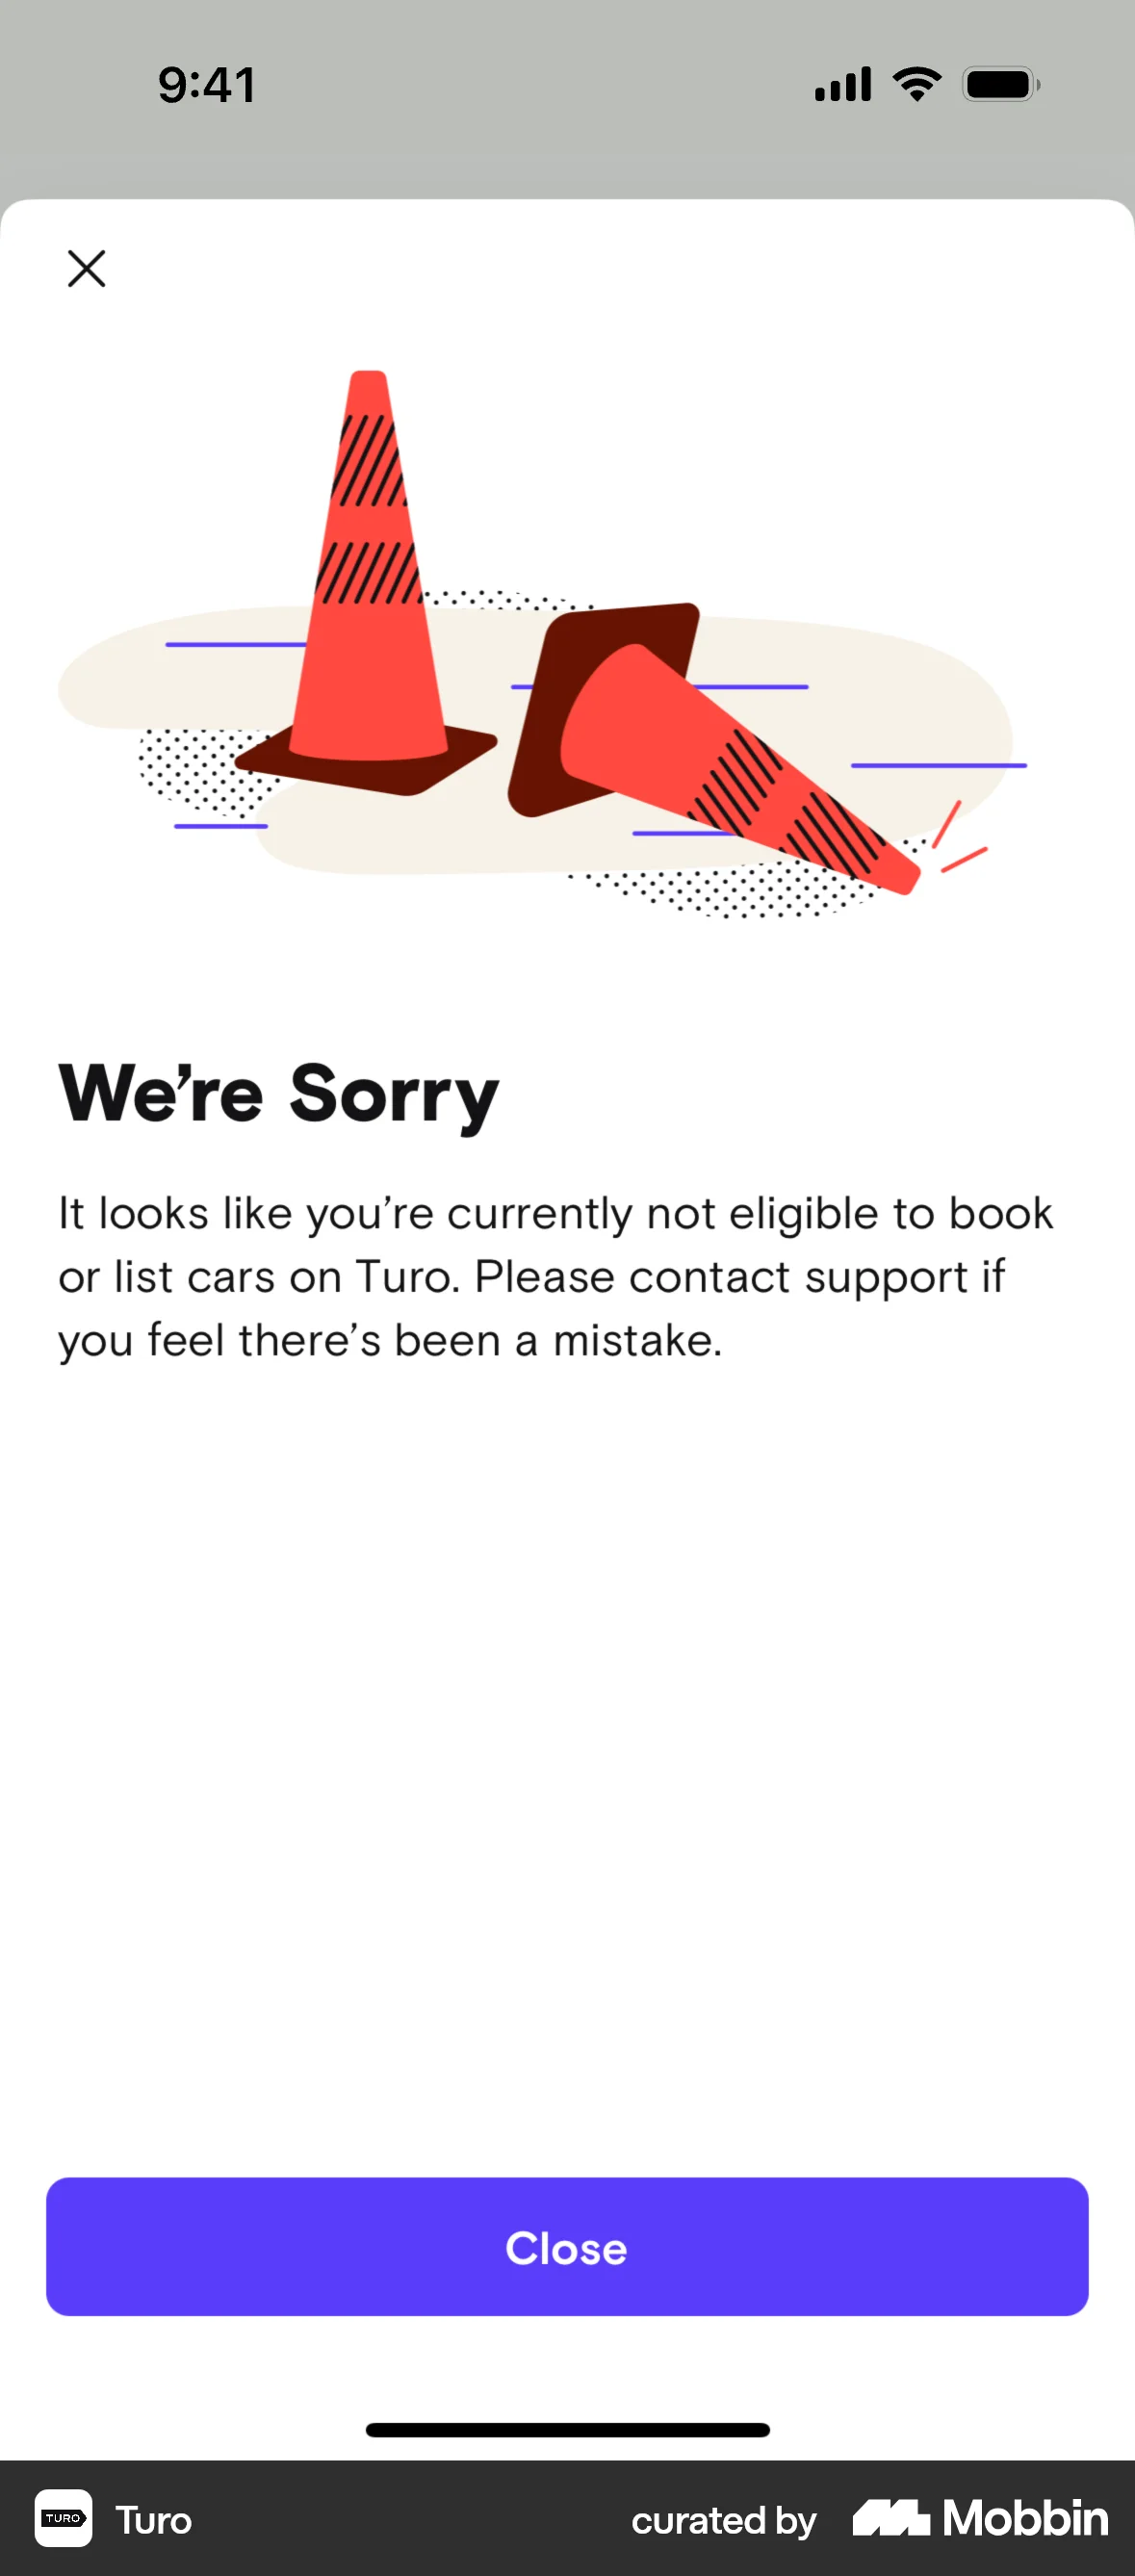 9:41
We’re Sorry
It looks like you’re currently not eligible to book
or list cars on Turo. Please contact support if
you feel there’s been a mistake.
Close
TURO
Turo
curated by
Mobbin